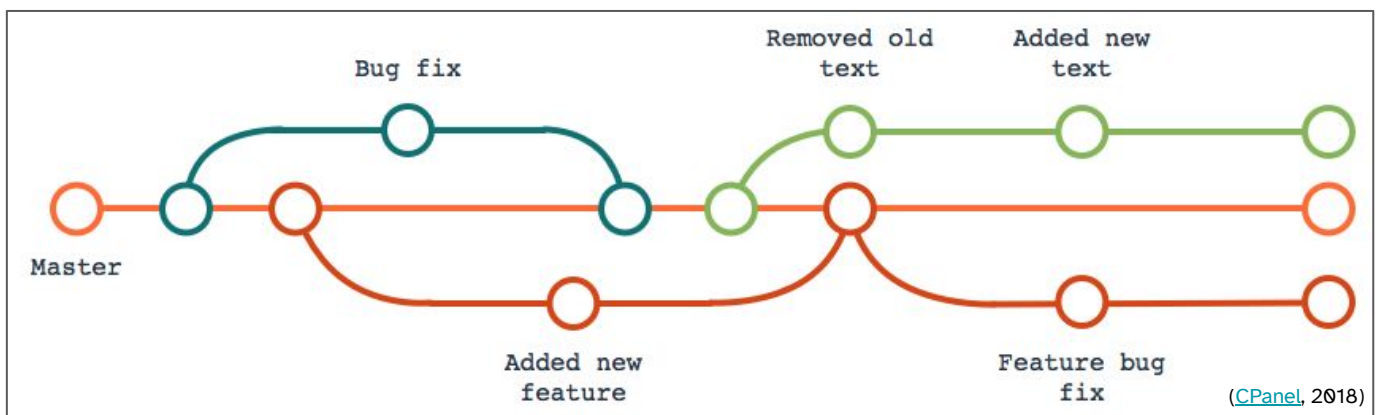 Removed old
text
Added new
text
Bug fix
Master
Added new
feature
Feature bug
fix
(CPanel, 2018)